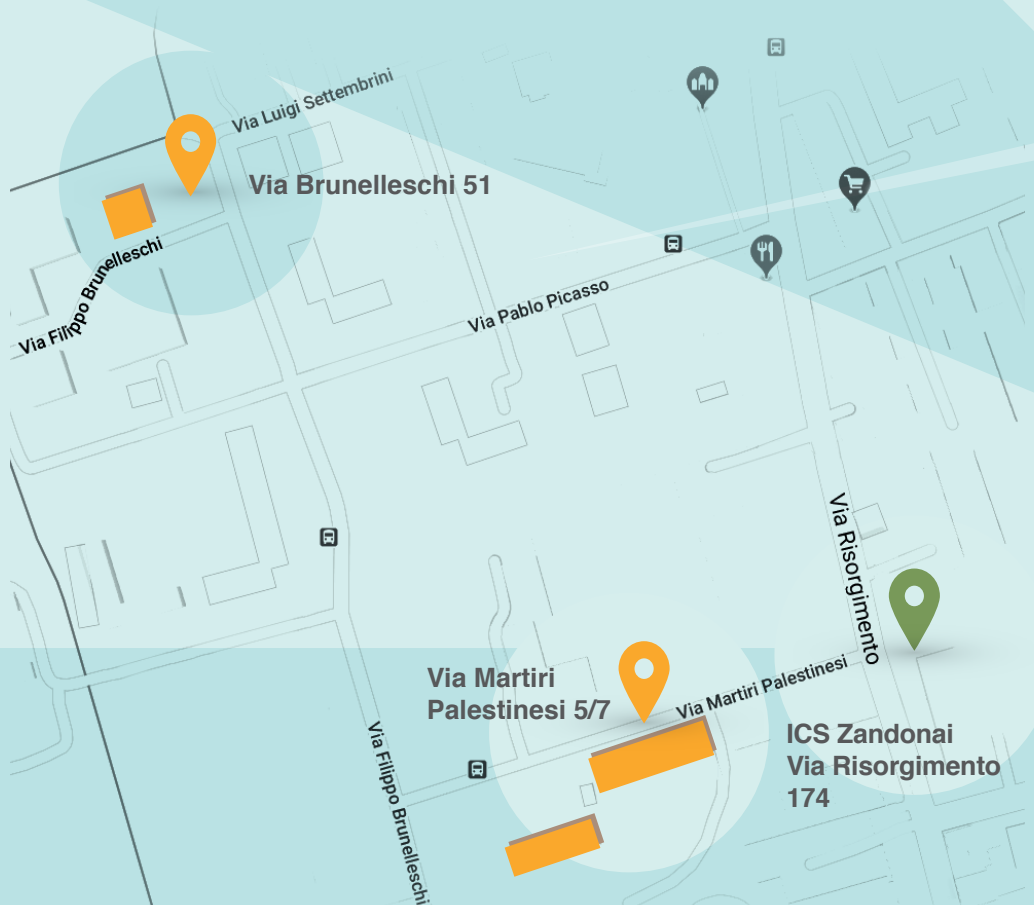 Via Luigi Settembrini
Via Brunelleschi 51
Via Filippo Brunelleschi
Via Pablo Picasso
Via Risorgimento
Via Martiri
Palestinesi 5/7
Via Martiri Palestinesi
ICS Zandonai
Via Risorgimento
174
Via Filippo Brunelleschi